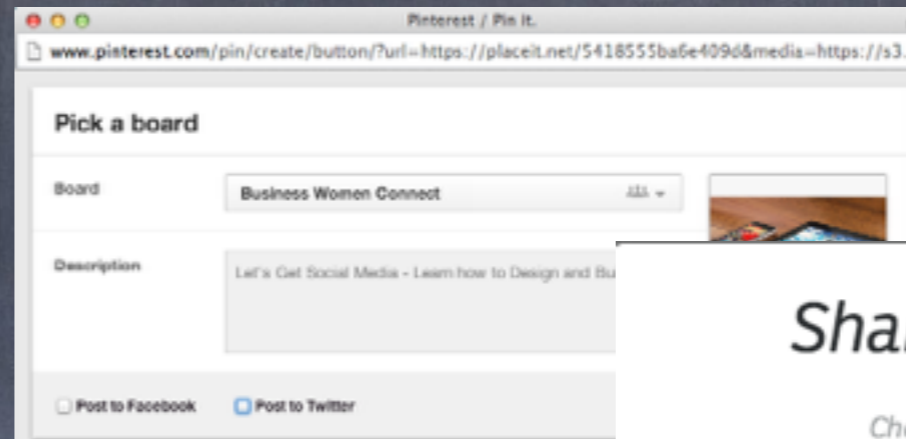 Pinterest / Pin it.
www.pinterest.com/pin/create/button/?url=https://placeit.net/5418555ba6e409d&media=https://s3.
Pick a board
Board
Business Women Connect
Description
Let's Get Social Media - Learn how to Design and Bu
Post to Facebook
Post to Twitter
Sha
Ch